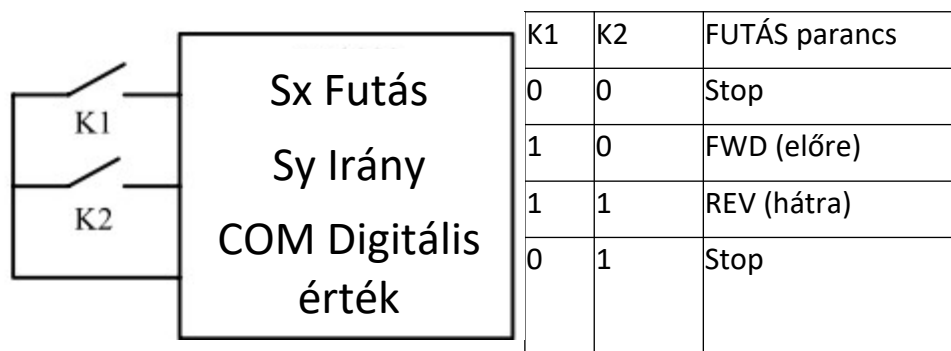 K1
K2
Sx Futás
Sy Irány
COM Digitális
érték
K1 K2 FUTÁS parancs
0 0 Stop
1 0 FWD (előre)
1 1 REV (hátra)
0 1 Stop